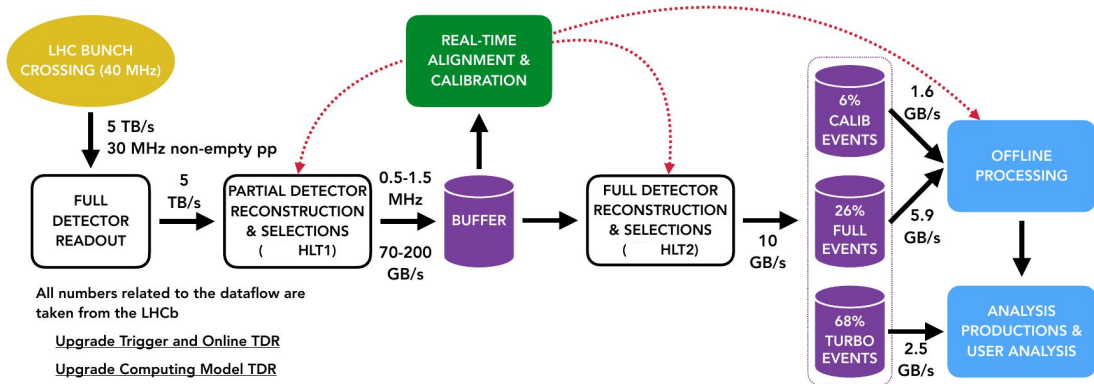 LHC BUNCH
CROSSING (40 MHz)
5 TB/s
30 MHz non-empty pp
FULL
DETECTOR
READOUT
5
TB/s
PARTIAL DETECTOR
RECONSTRUCTION
& SELECTIONS
( HLT1)
0.5-1.5
MHz
70-200
GB/s
REAL-TIME
ALIGNMENT &
CALIBRATION
BUFFER
FULL DETECTOR
RECONSTRUCTION
& SELECTIONS
( HLT2)
10
GB/s
6%
CALIB
EVENTS
1.6
GB/s
26%
FULL
EVENTS
5.9
GB/s
68%
TURBO
EVENTS
2.5
GB/s
OFFLINE
PROCESSING
ANALYSIS
PRODUCTIONS &
USER ANALYSIS
All numbers related to the dataflow are
taken from the LHCb
Upgrade Trigger and Online TDR
Upgrade Computing Model TDR